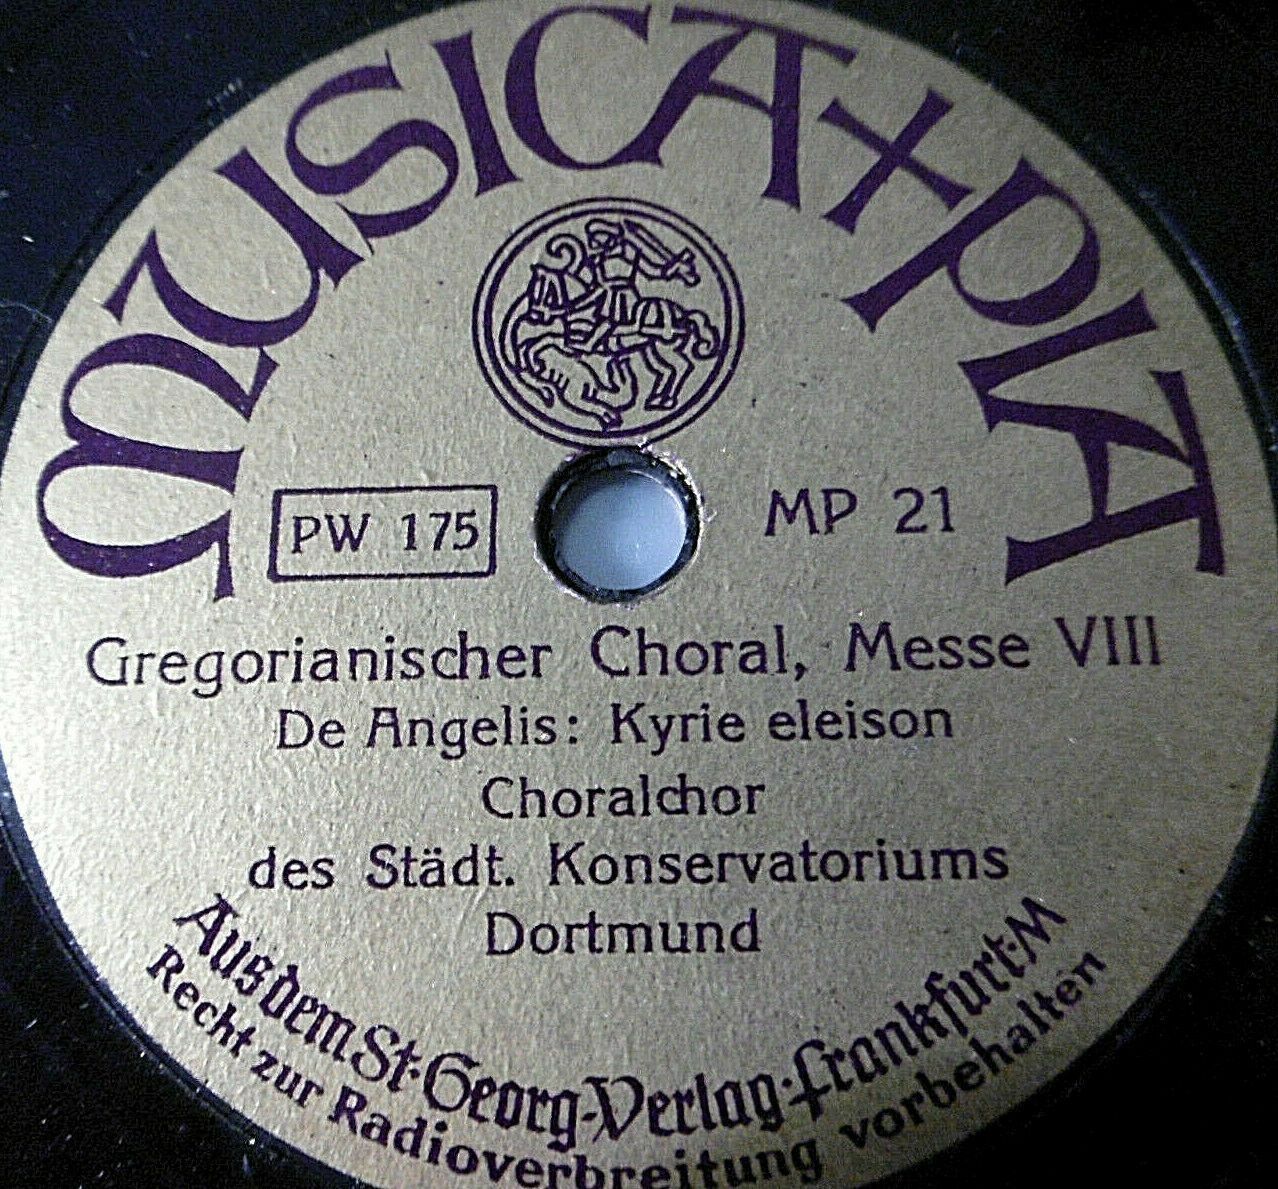 MUSICA+PIA
PW 175
MP 21
Gregorianischer Choral, Messe VIII
De Angelis: Kyrie eleison
Choralchor
des Städt. Konservatoriums
Dortmund
Aus dem St·Georg-Verlag·Frankfurt·M
Recht zur Radioverbreitung vorbehalten